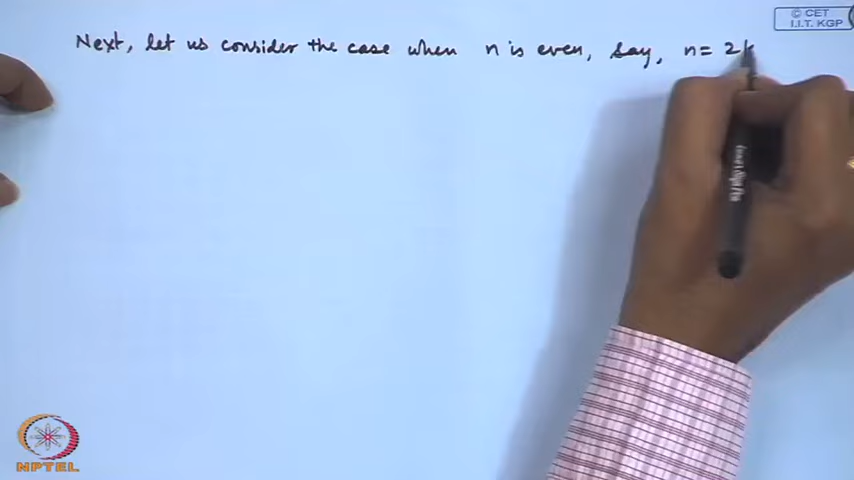 Next, let us consider the case when n is even, say, n = 2k
© CET
I.I.T. KGP
NPTEL